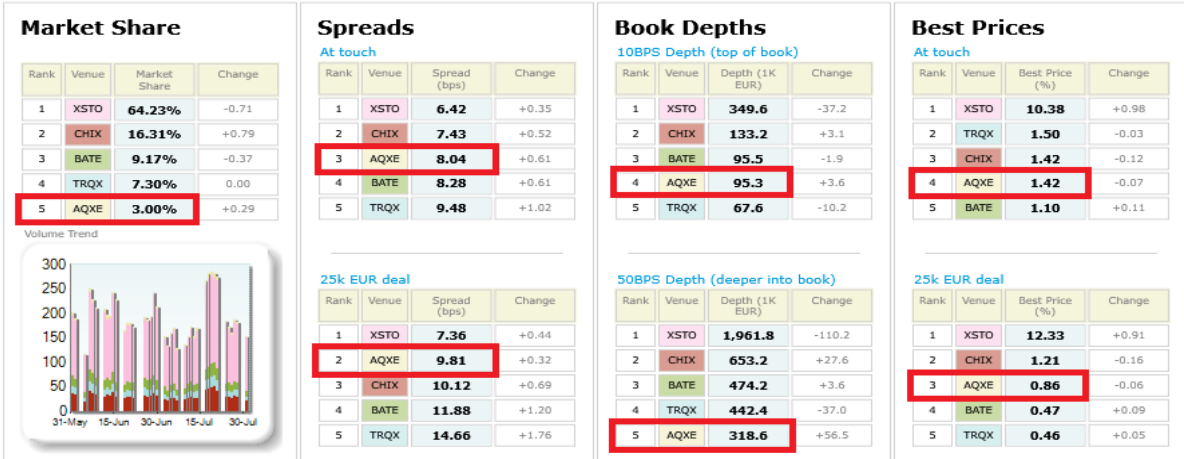 Market Share
Rank Venue Market Share Change
1 XSTO 64.23% -0.71
2 CHIX 16.31% +0.79
3 BATE 9.17% -0.37
4 TRQX 7.30% 0.00
5 AQXE 3.00% +0.29
Volume Trend
300
250
200
150
100
50
0
31-May 15-Jun 30-Jun 15-Jul 30-Jul
Spreads
At touch
Rank Venue Spread (bps) Change
1 XSTO 6.42 +0.35
2 CHIX 7.43 +0.52
3 AQXE 8.04 +0.61
4 BATE 8.28 +0.61
5 TRQX 9.48 +1.02
25k EUR deal
Rank Venue Spread (bps) Change
1 XSTO 7.36 +0.44
2 AQXE 9.81 +0.32
3 CHIX 10.12 +0.69
4 BATE 11.88 +1.20
5 TRQX 14.66 +1.76
Book Depths
10BPS Depth (top of book)
Rank Venue Depth (1K EUR) Change
1 XSTO 349.6 -37.2
2 CHIX 133.2 +3.1
3 BATE 95.5 -1.9
4 AQXE 95.3 +3.6
5 TRQX 67.6 -10.2
50BPS Depth (deeper into book)
Rank Venue Depth (1K EUR) Change
1 XSTO 1,961.8 -110.2
2 CHIX 653.2 +27.6
3 BATE 474.2 +3.6
4 TRQX 442.4 -37.0
5 AQXE 318.6 +56.5
Best Prices
At touch
Rank Venue Best Price (%) Change
1 XSTO 10.38 +0.98
2 TRQX 1.50 -0.03
3 CHIX 1.42 -0.12
4 AQXE 1.42 -0.07
5 BATE 1.10 +0.11
25k EUR deal
Rank Venue Best Price (%) Change
1 XSTO 12.33 +0.91
2 CHIX 1.21 -0.16
3 AQXE 0.86 -0.06
4 BATE 0.47 +0.09
5 TRQX 0.46 +0.05